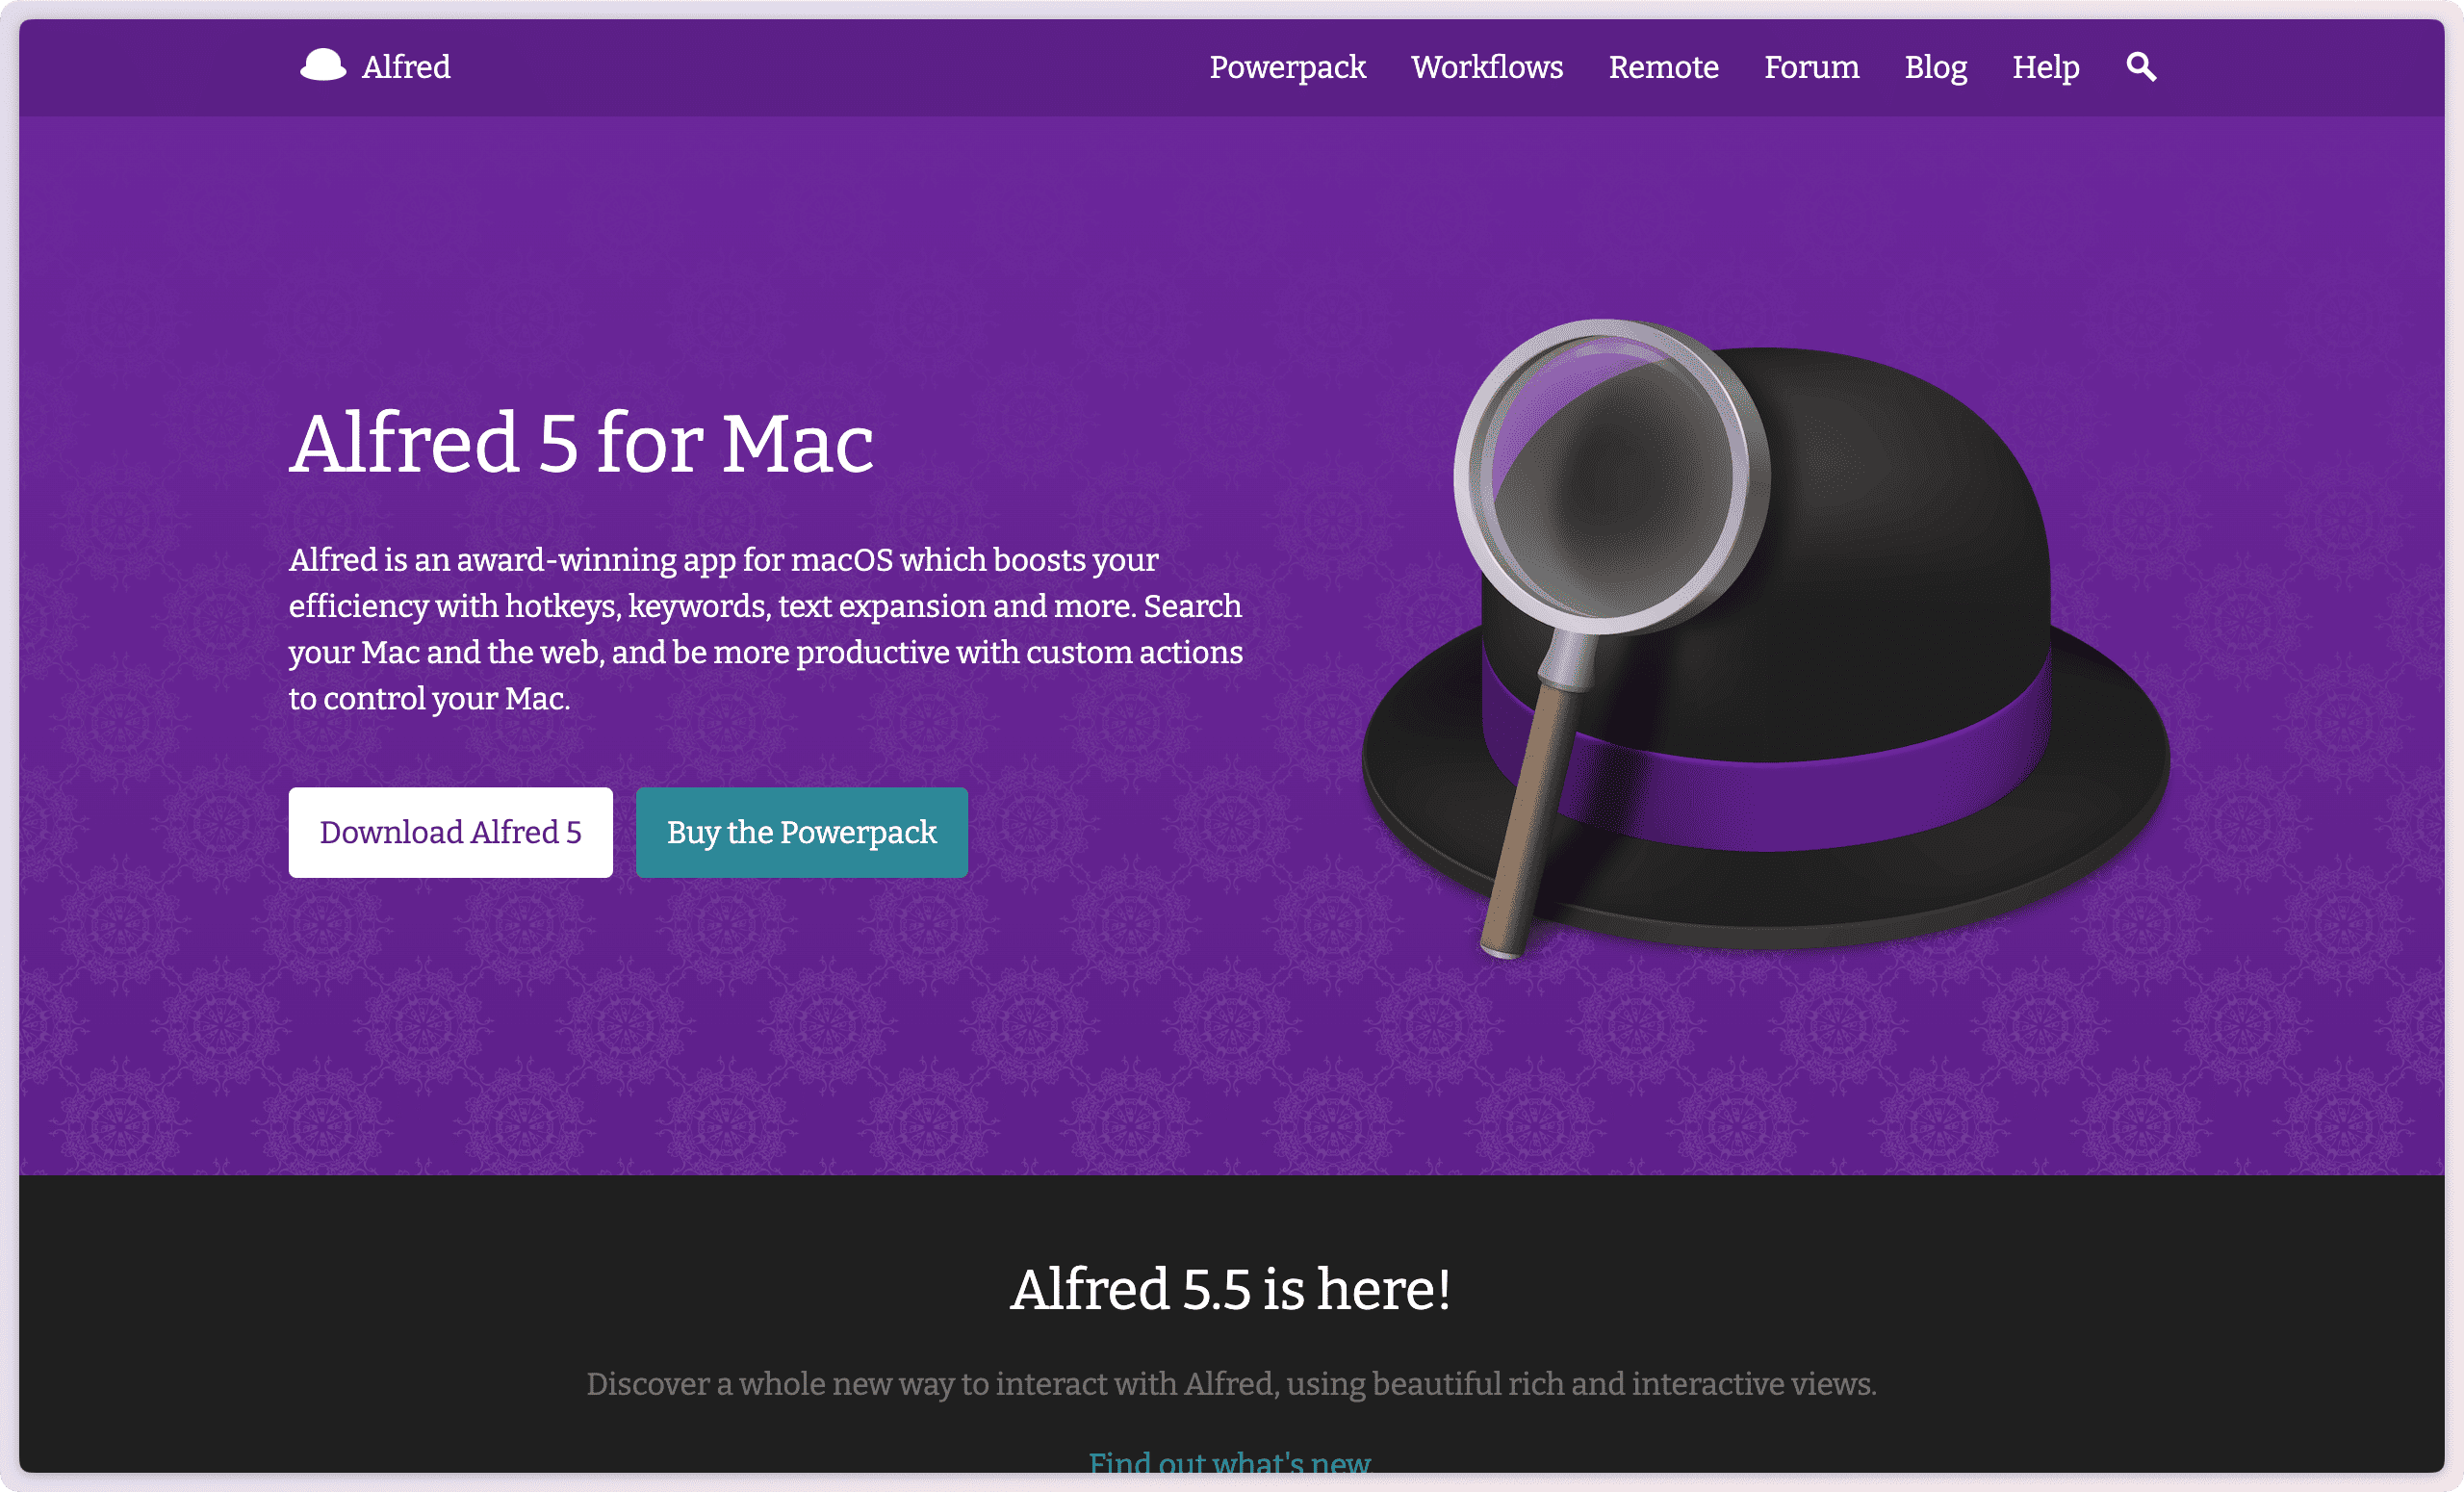 Alfred
Powerpack
Workflows
Remote
Forum
Blog
Help
Alfred 5 for Mac
Alfred is an award-winning app for macOS which boosts your
efficiency with hotkeys, keywords, text expansion and more. Search
your Mac and the web, and be more productive with custom actions
to control your Mac.
Download Alfred 5
Buy the Powerpack
Alfred 5.5 is here!
Discover a whole new way to interact with Alfred, using beautiful rich and interactive views.
Find out what's new